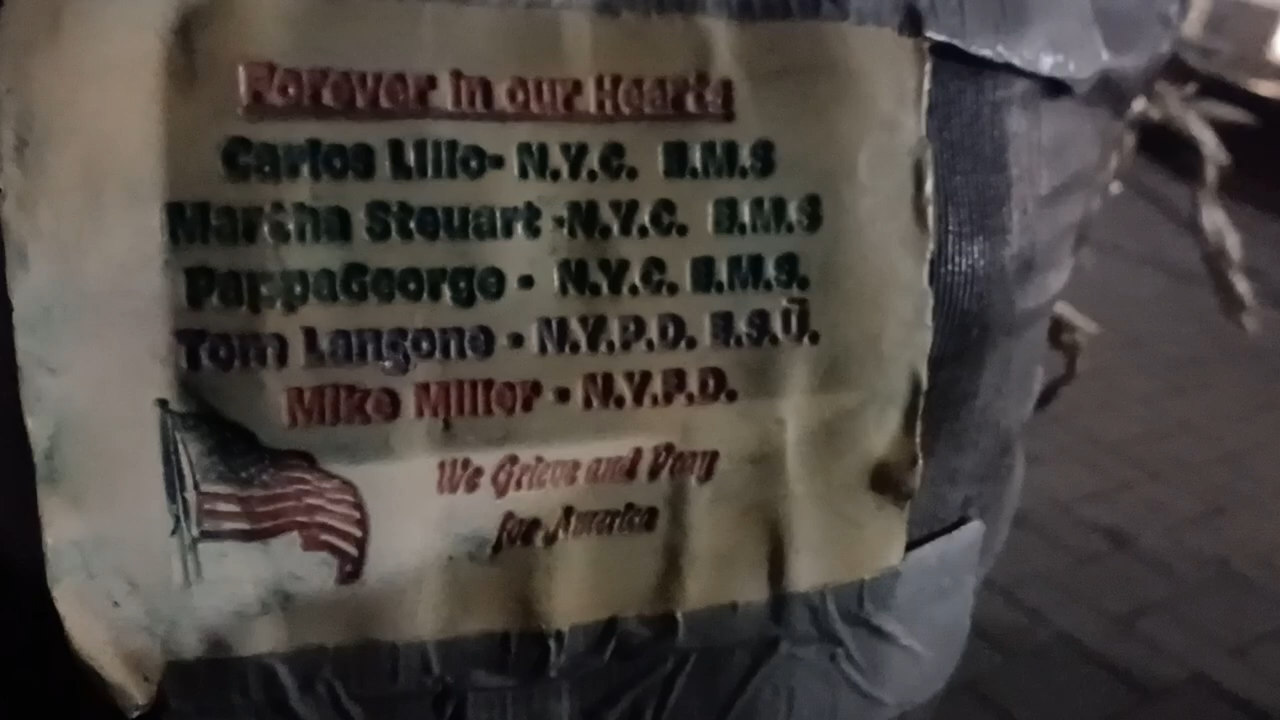 Forever in our Hearts
Carlos Lillo- N.Y.C. E.M.S
Martha Steuart -N.Y.C. E.M.S
PappaGeorge - N.Y.C. E.M.S.
Tom Langone - N.Y.P.D. E.S.U.
Mike Miller - N.Y.P.D.
We Grieve and Pray
for America